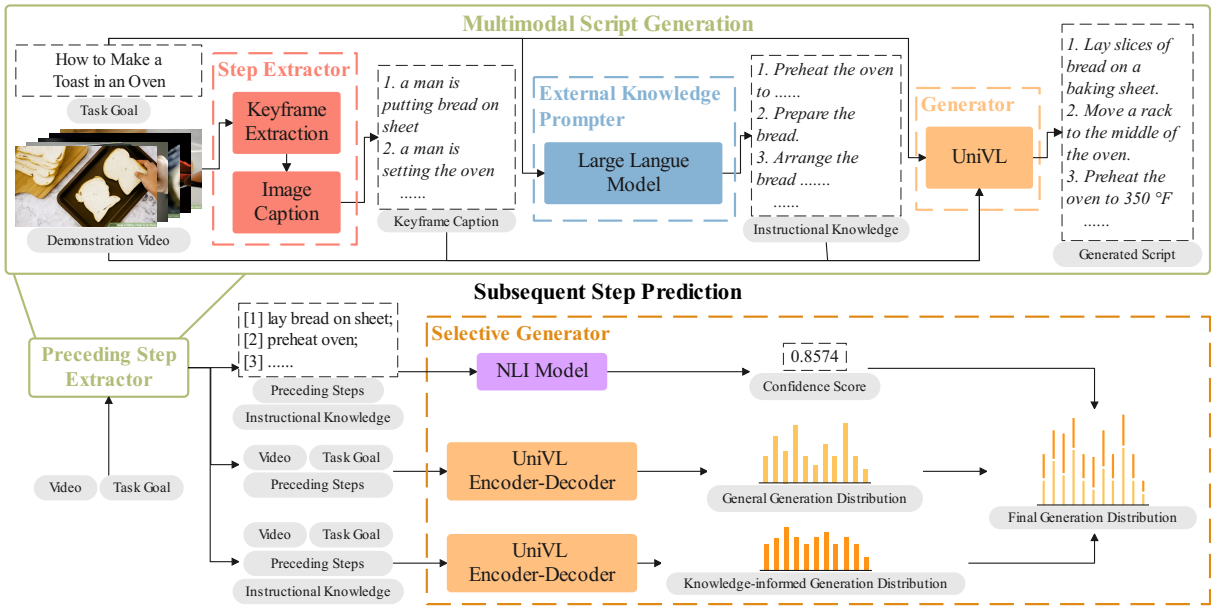 Multimodal Script Generation
How to Make a
Toast in an Oven
Task Goal
Demonstration Video
Step Extractor
Keyframe
Extraction
Image
Caption
1. a man is
putting bread on
sheet
2. a man is
setting the oven
......
Keyframe Caption
External Knowledge
Prompter
Large Langue
Model
1. Preheat the oven
to ......
2. Prepare the
bread.
3. Arrange the
bread .......
......
Instructional Knowledge
Generator
UniVL
1. Lay slices of
bread on a
baking sheet.
2. Move a rack
to the middle of
the oven.
3. Preheat the
oven to 350 °F
......
Generated Script
Subsequent Step Prediction
Preceding Step
Extractor
Video
Task Goal
[1] lay bread on sheet;
[2] preheat oven;
[3] ......
Preceding Steps
Instructional Knowledge
Video
Task Goal
Preceding Steps
Video
Task Goal
Preceding Steps
Instructional Knowledge
Selective Generator
NLI Model
0.8574
Confidence Score
UniVL
Encoder-Decoder
General Generation Distribution
UniVL
Encoder-Decoder
Knowledge-informed Generation Distribution
Final Generation Distribution